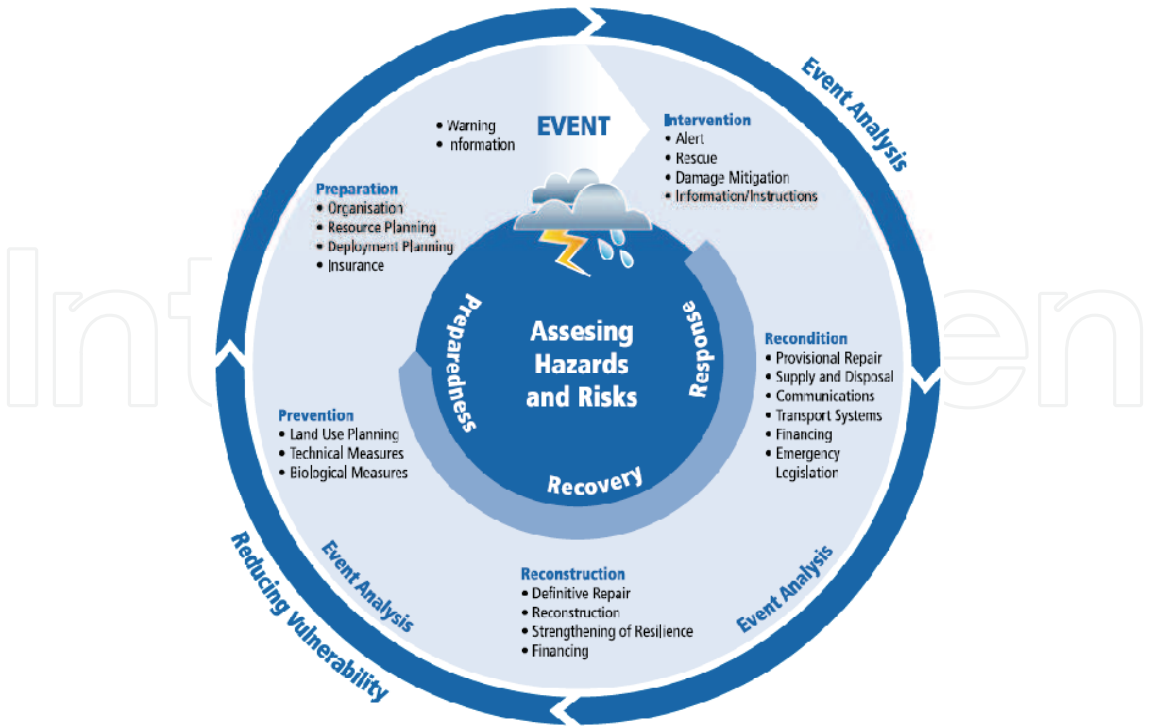 Event Analysis
• Warning
• Information
EVENT
Intervention
• Alert
• Rescue
• Damage Mitigation
• Information/Instructions
Preparation
• Organisation
• Resource Planning
• Deployment Planning
• Insurance
Preparedness
Assesing
Hazards
and Risks
Response
Recovery
Recondition
• Provisional Repair
• Supply and Disposal
• Communications
• Transport Systems
• Financing
• Emergency
Legislation
Prevention
• Land Use Planning
• Technical Measures
• Biological Measures
Event Analysis
Reconstruction
• Definitive Repair
• Reconstruction
• Strengthening of Resilience
• Financing
Event Analysis
Reducing Vulnerability